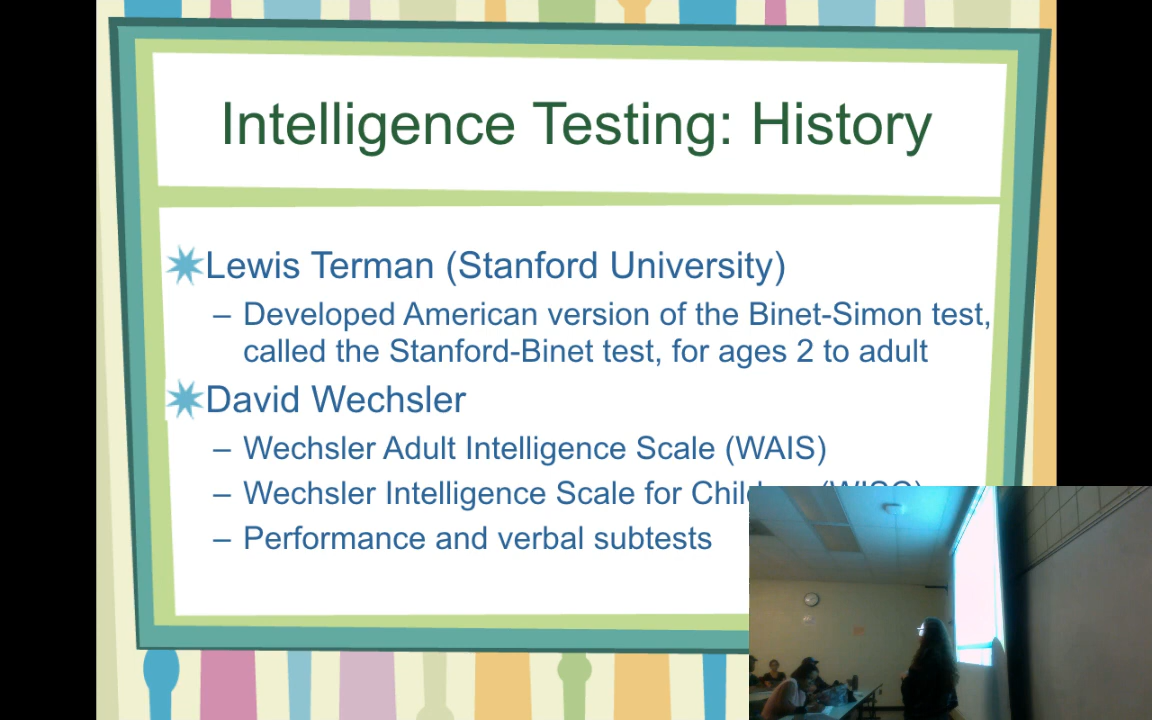 Intelligence Testing: History
Lewis Terman (Stanford University)
– Developed American version of the Binet-Simon test,
called the Stanford-Binet test, for ages 2 to adult
David Wechsler
– Wechsler Adult Intelligence Scale (WAIS)
– Wechsler Intelligence Scale for
– Performance and verbal subtests